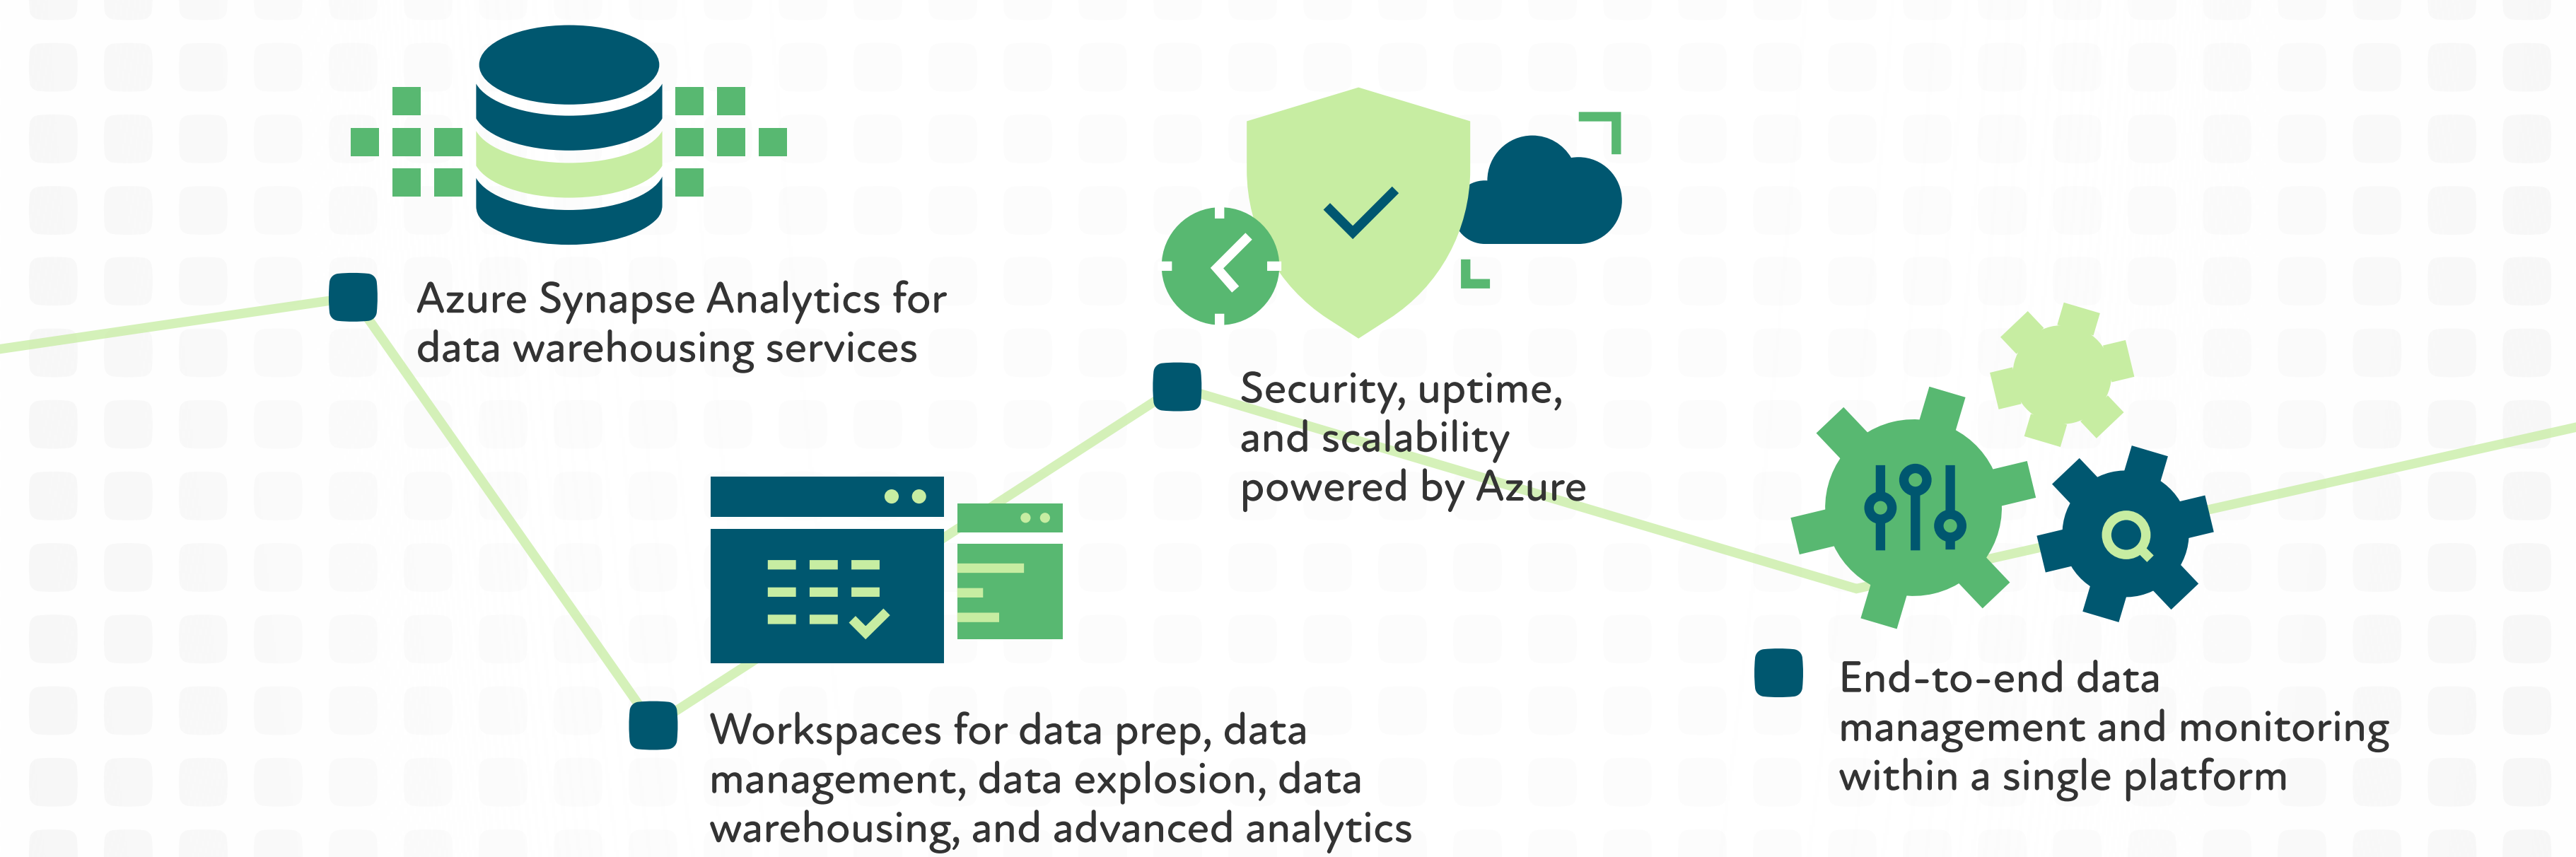 Azure Synapse Analytics for
data warehousing services
Workspaces for data prep, data
management, data explosion, data
warehousing, and advanced analytics
Security, uptime,
and scalability
powered by Azure
End-to-end data
management and monitoring
within a single platform